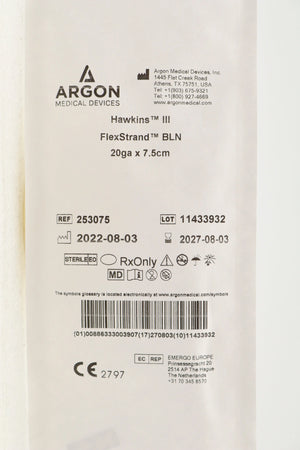 ARGON
MEDICAL DEVICES
Argon Medical Devices, Inc.
1445 Flat Creek Road
Athens, TX 75751, USA
Tel: +1(903) 675-9321
Tel: +1(800) 927-4669
www.argonmedical.com
Hawkins™ III
FlexStrand™ BLN
20ga x 7.5cm
REF 253075
LOT 11433932
2022-08-03
2027-08-03
STERILE EO
RxOnly
MD
The symbols glossary is located electronically at www.argonmedical.com/symbols
(01)00886333003907(17)270803(10)11433932
CE 2797
EC REP
EMERGO EUROPE
Prinsessegracht 20
2514 AP The Hague
The Netherlands
+31 70 345 8570